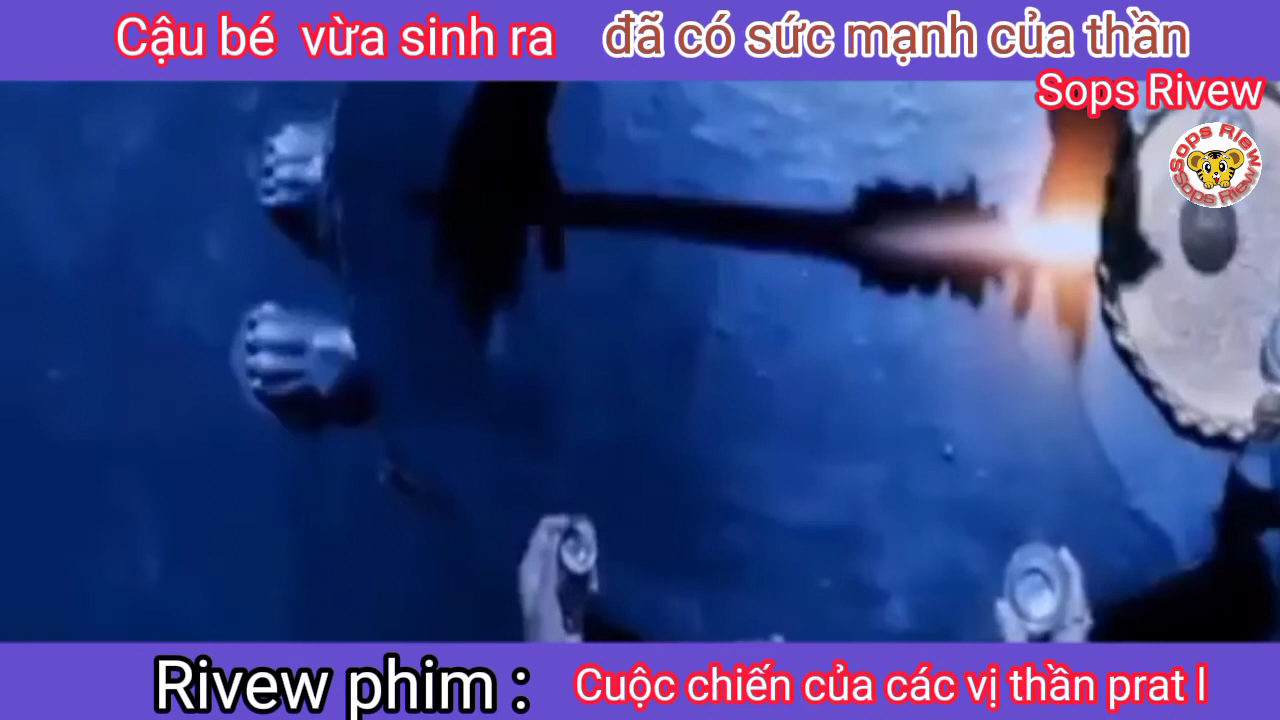 Cậu bé vừa sinh ra đã có sức mạnh của thần
Sops Rivew
Sops Riew
Sops Riew
Rivew phim : Cuộc chiến của các vị thần prat l